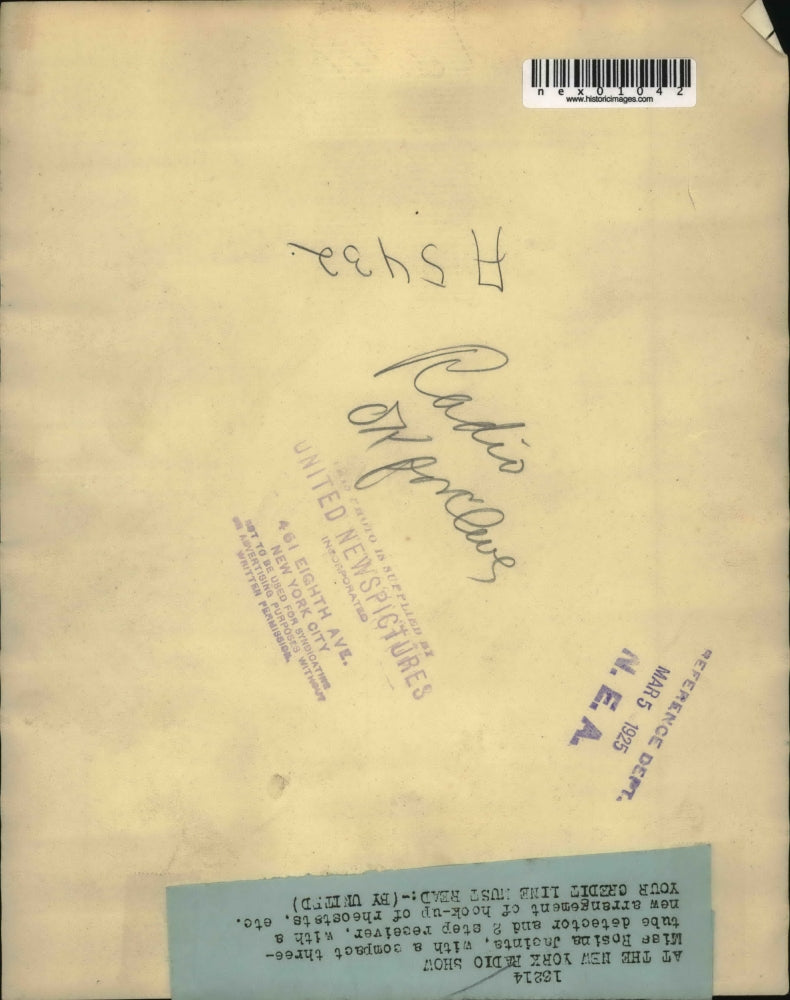 nex01042
www.historicimages.com
A5432
Radio
OK
THIS PHOTO IS SUPPLIED BY
UNITED NEWSPICTURES
INCORPORATED
461 EIGHTH AVE.
NEW YORK CITY
NOT TO BE USED FOR SYNDICATING
OR ADVERTISING PURPOSES WITHOUT
WRITTEN PERMISSION.
REFERENCE DEPT.
MAR 5 1925
N. E. A.
12214
AT THE NEW YORK RADIO SHOW
Miss Rosina Jacinta, with a compact three-
tube detector and 2 step receiver, with a
new arrangement of hook-up of rheostats, etc.
YOUR CREDIT LINE MUST READ:-(BY UNITED)